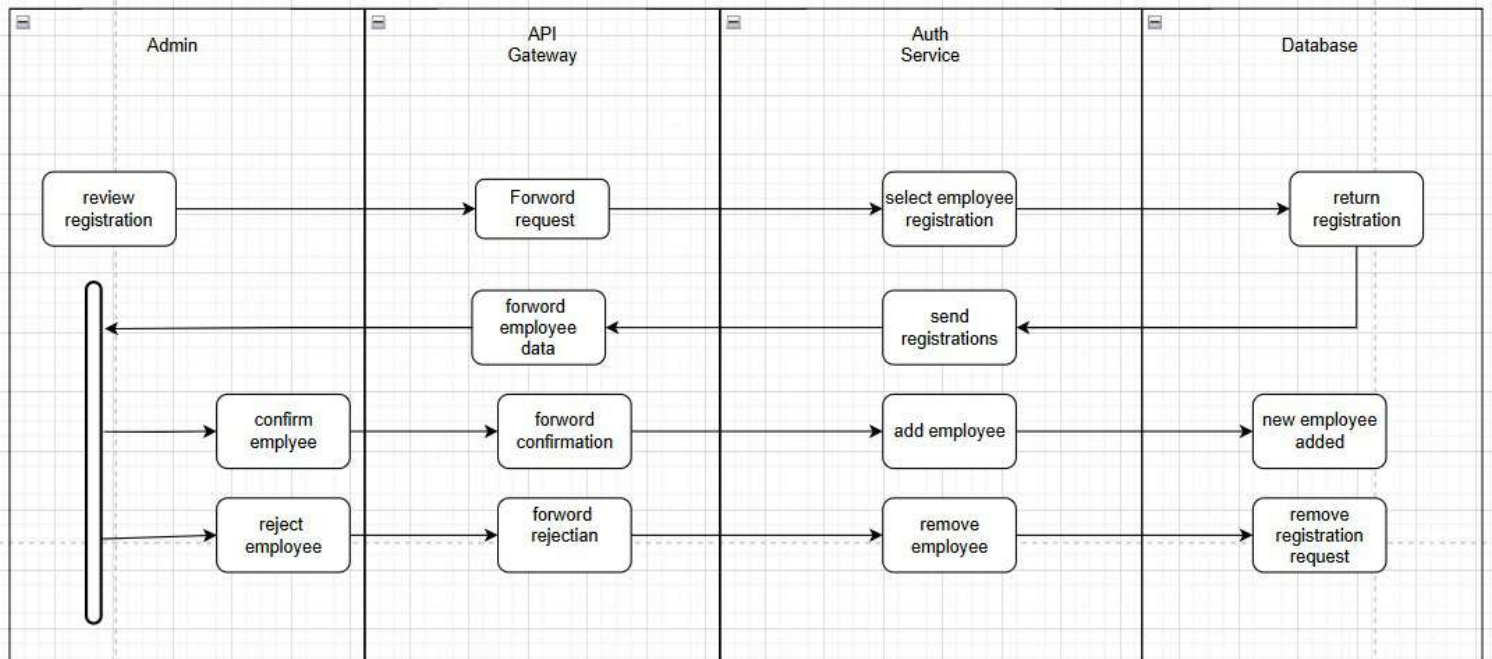 Admin
API
Gateway
Auth
Service
Database
review
registration
Forword
request
select employee
registration
return
registration
forword
employee
data
send
registrations
confirm
emplyee
forword
confirmation
add employee
new employee
added
reject
employee
forword
rejectian
remove
employee
remove
registration
request